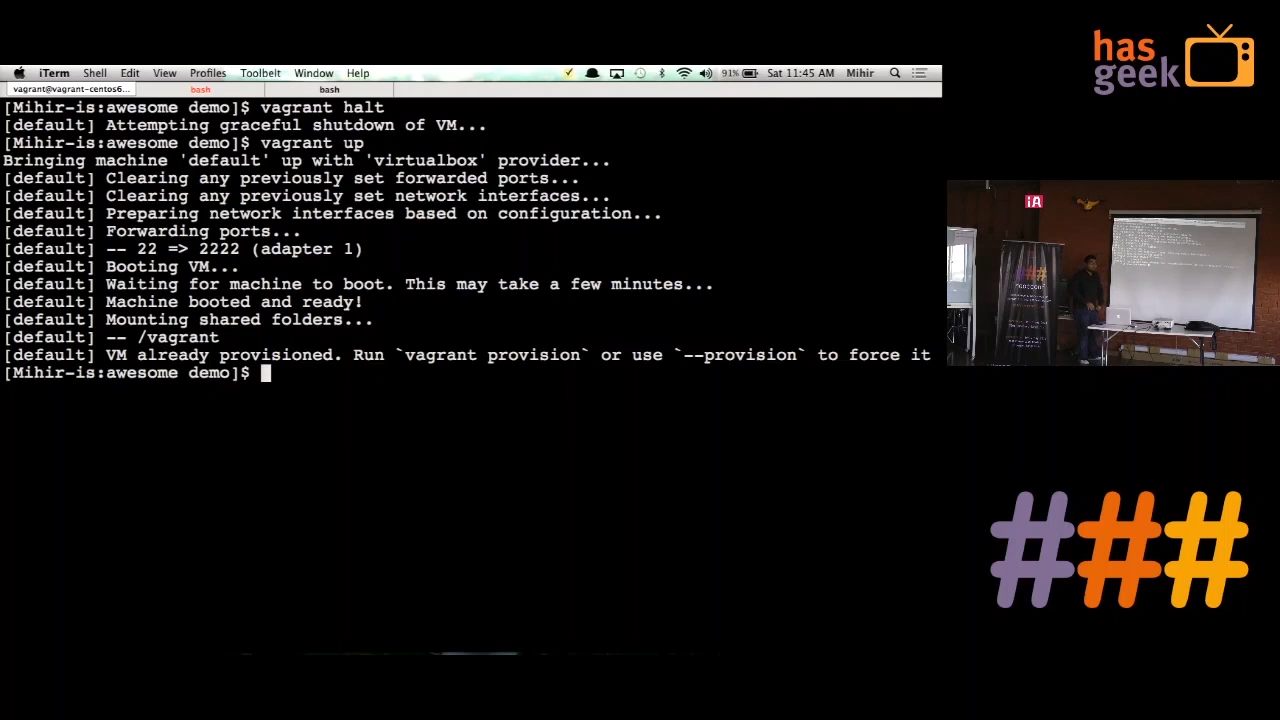 has
geek
iTerm Shell Edit View Profiles Toolbelt Window Help 91% Sat 11:45 AM Mihir
vagrant@vagrant-centos6... bash bash
[Mihir-is:awesome demo]$ vagrant halt
[default] Attempting graceful shutdown of VM...
[Mihir-is:awesome demo]$ vagrant up
Bringing machine 'default' up with 'virtualbox' provider...
[default] Clearing any previously set forwarded ports...
[default] Clearing any previously set network interfaces...
[default] Preparing network interfaces based on configuration...
[default] Forwarding ports...
[default] -- 22 => 2222 (adapter 1)
[default] Booting VM...
[default] Waiting for machine to boot. This may take a few minutes...
[default] Machine booted and ready!
[default] Mounting shared folders...
[default] -- /vagrant
[default] VM already provisioned. Run `vagrant provision` or use `--provision` to force it
[Mihir-is:awesome demo]$
iA
###
rootconf
###